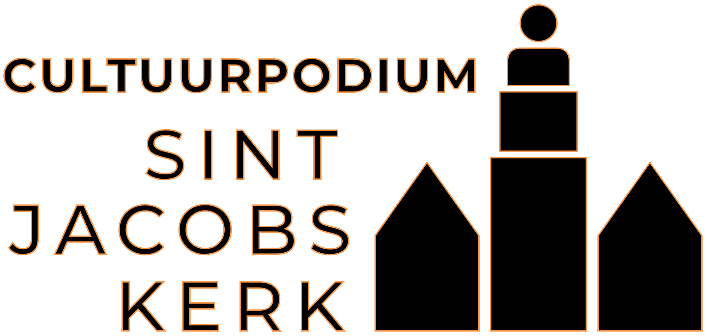 CULTUURPODIUM
SINT
JACOBS
KERK